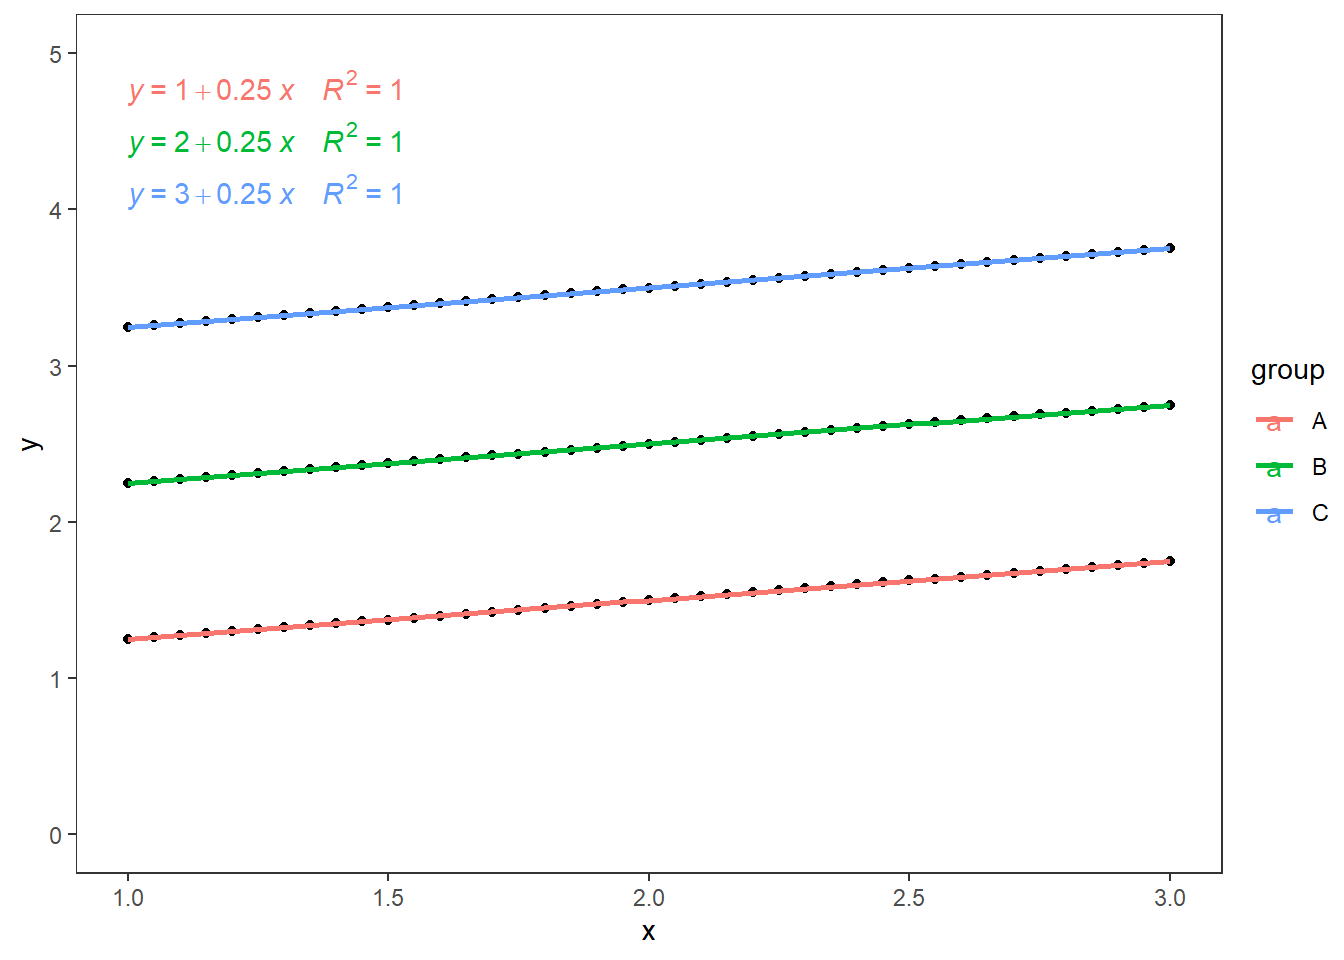 5
y = 1 + 0.25 x R² = 1
y = 2 + 0.25 x R² = 1
y = 3 + 0.25 x R² = 1
4
3
2
1
0
y
1.0 1.5 2.0 2.5 3.0
x
group
a A
a B
a C